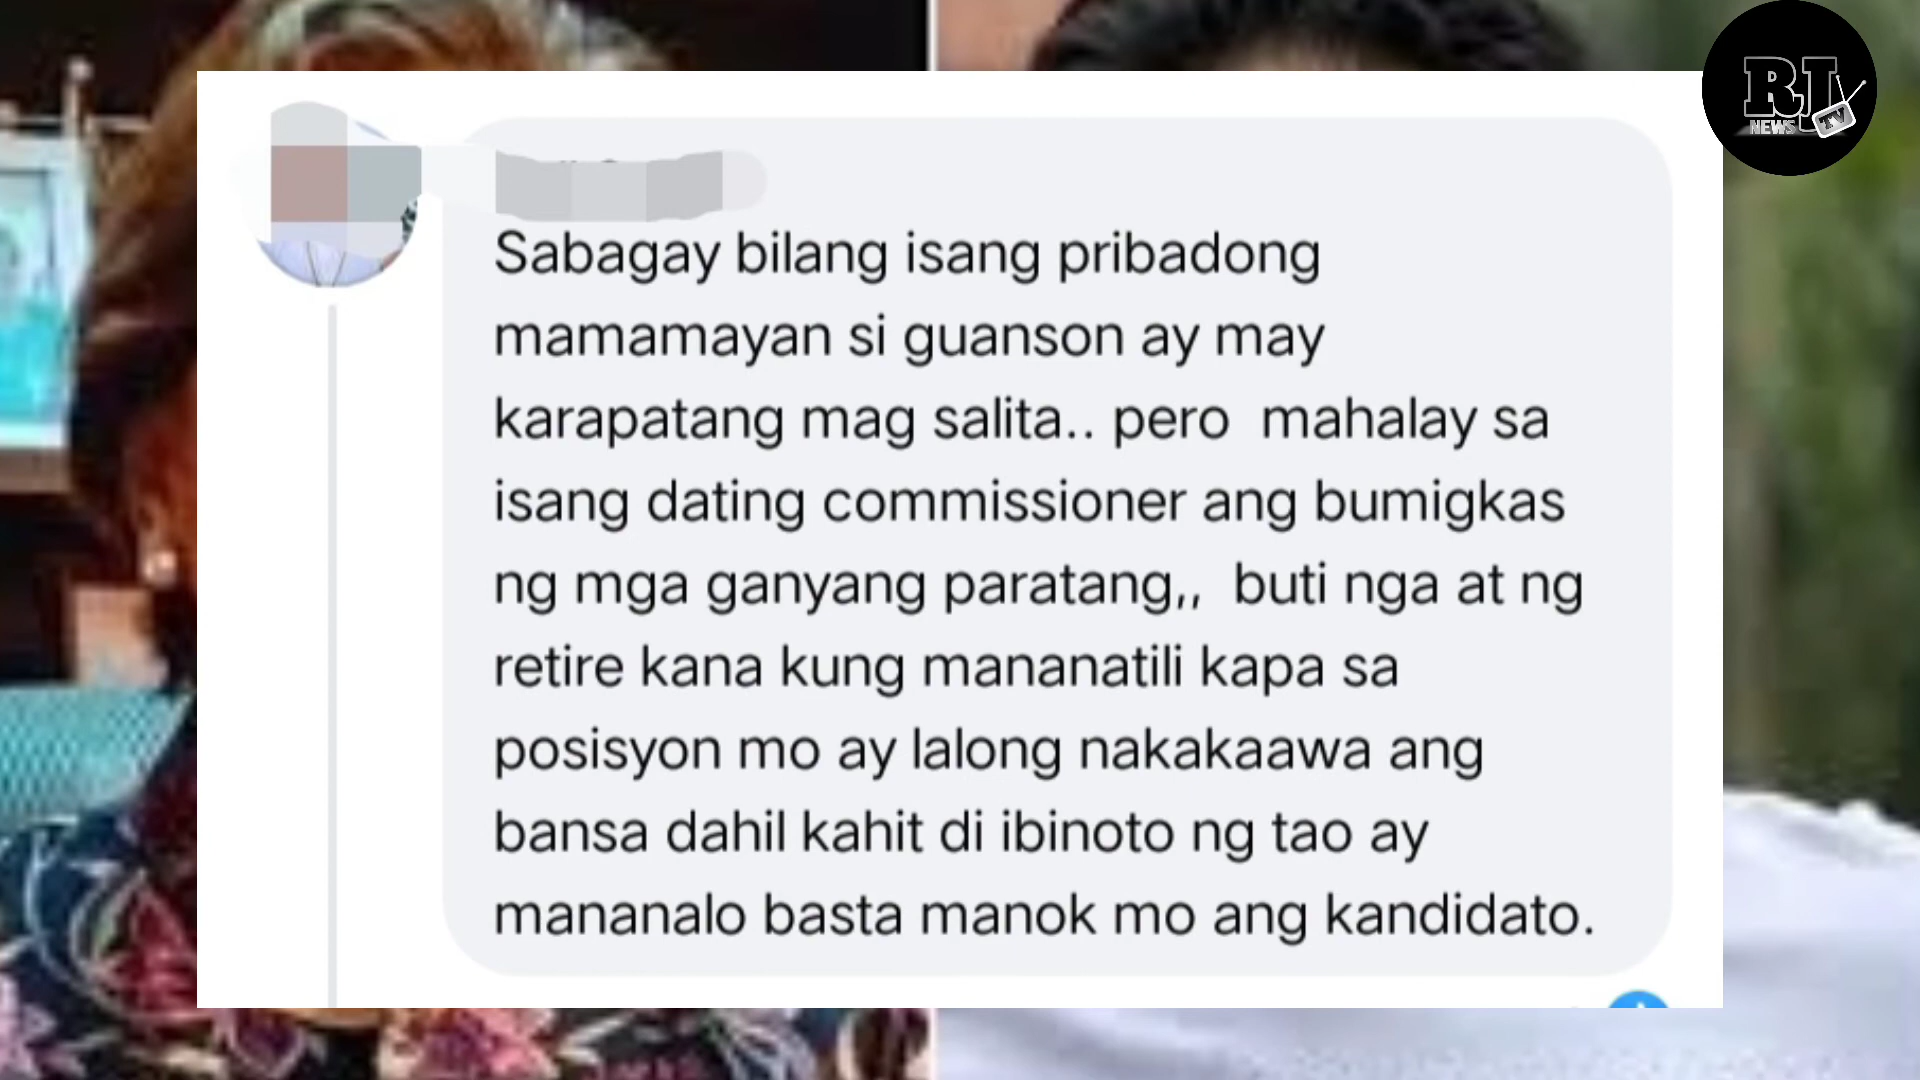 RJ
NEWS TV
Sabagay bilang isang pribadong
mamamayan si guanson ay may
karapatang mag salita.. pero  mahalay sa
isang dating commissioner ang bumigkas
ng mga ganyang paratang,,  buti nga at ng
retire kana kung mananatili kapa sa
posisyon mo ay lalong nakakaawa ang
bansa dahil kahit di ibinoto ng tao ay
mananalo basta manok mo ang kandidato.